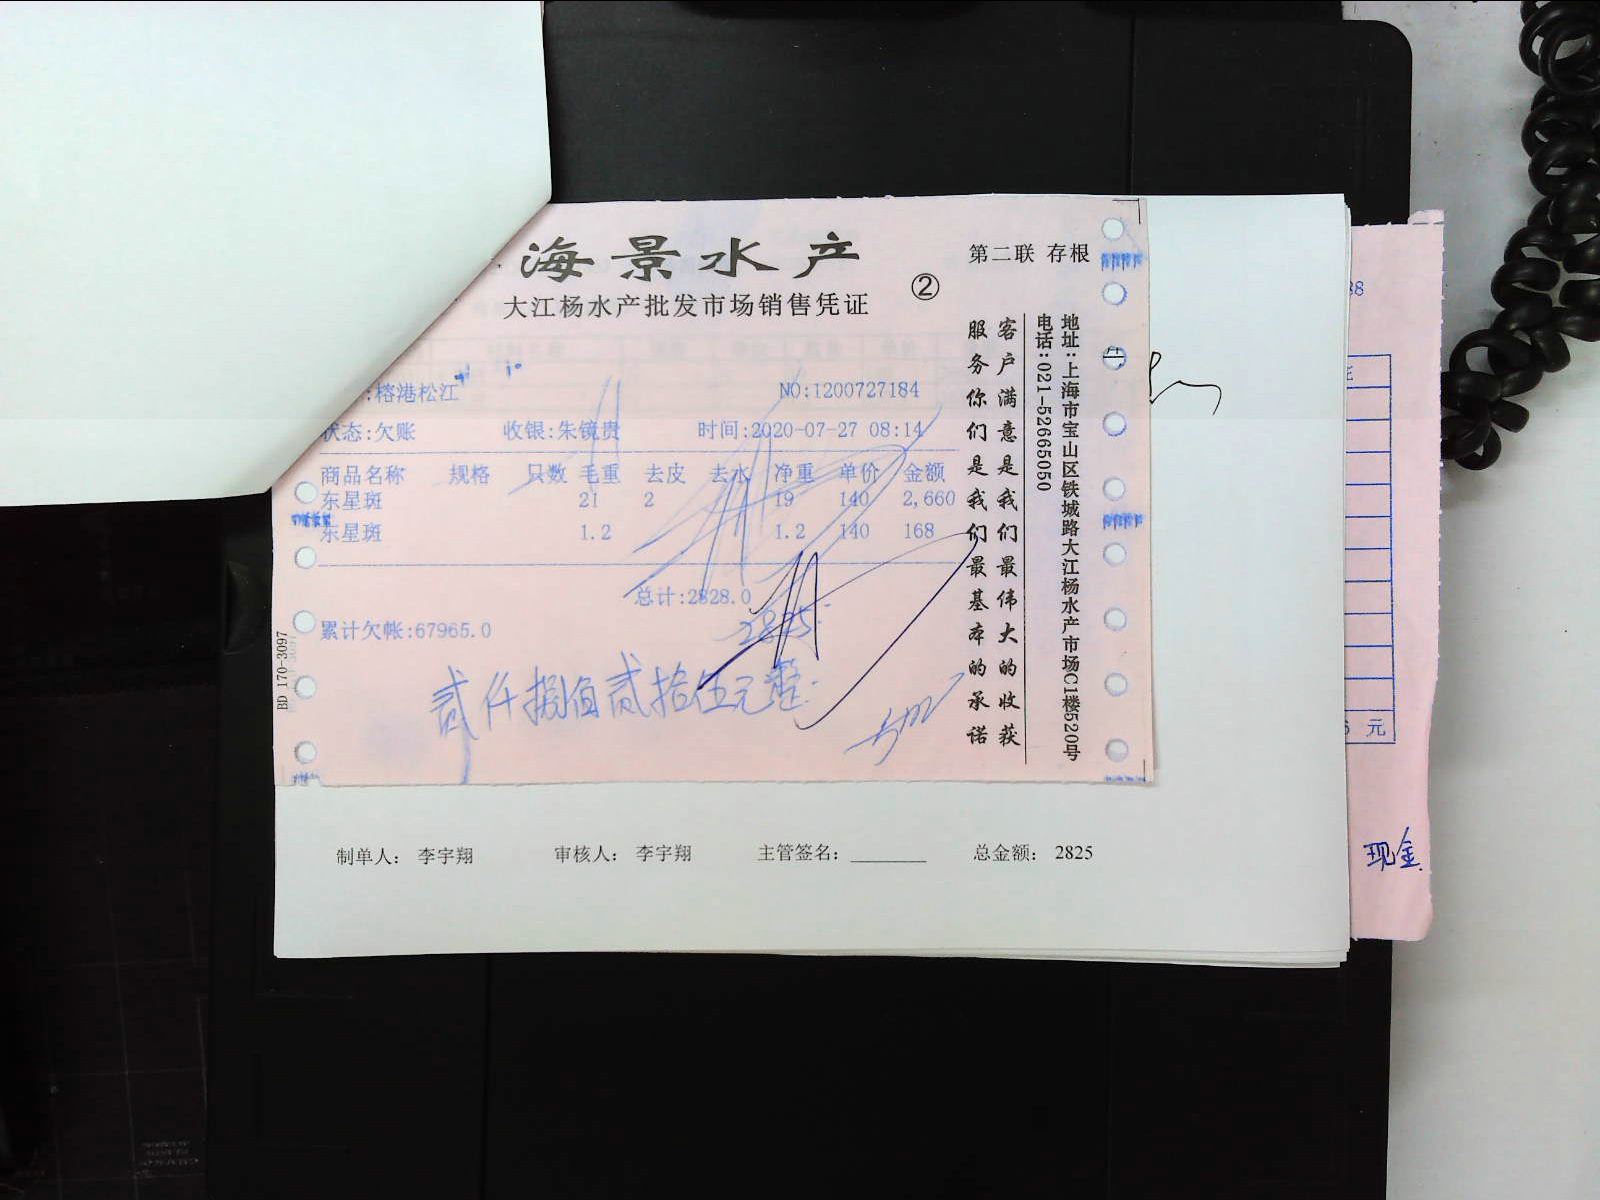 海景水产
第二联 存根
大江杨水产批发市场销售凭证
②
:榕港松江
NO:1200727184
状态:欠账 收银:朱镜贵 时间:2020-07-27 08:14
商品名称 规格 只数 毛重 去皮 去水 净重 单价 金额
东星斑 21 2 19 140 2,660
东星斑 1.2 1.2 140 168
总计:2828.0
2825.
累计欠帐:67965.0
贰仟捌佰贰拾伍元整.
客户满意是我们最伟大的收获
服务你们是我们最基本的承诺
地址:上海市宝山区铁城路大江杨水产市场C1楼520号
电话:021-52665050
BD 170-3097
制单人: 李宇翔 审核人: 李宇翔 主管签名: 总金额: 2825
88
元
现金